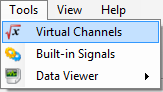 Tools View Help
Virtual Channels
Built-in Signals
Data Viewer